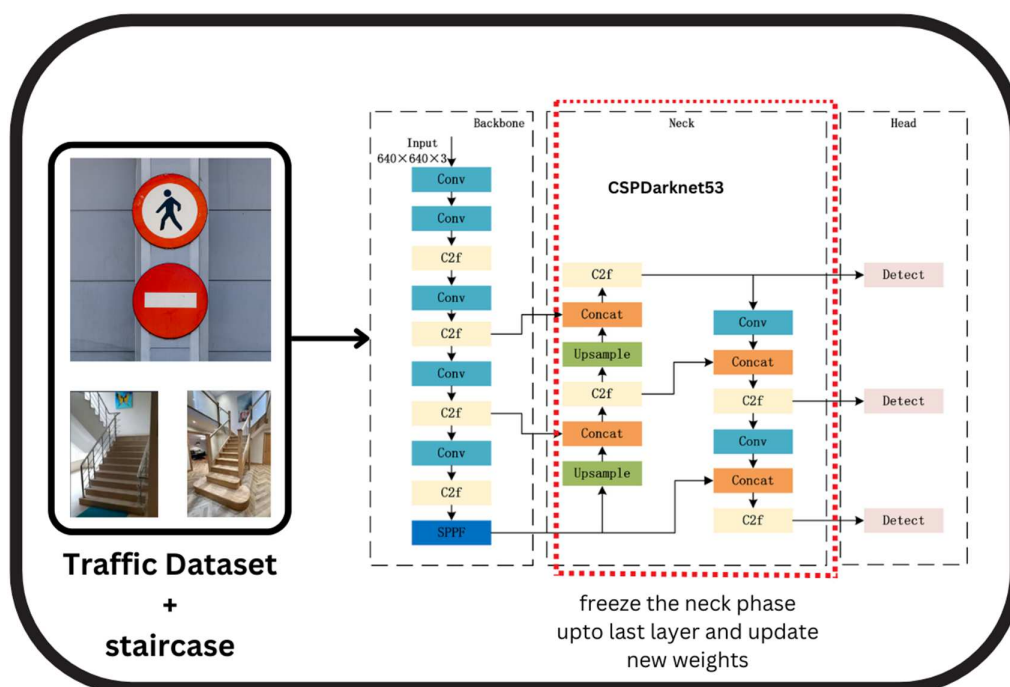 Backbone
Input
640×640×3
Conv
Conv
C2f
Conv
C2f
Conv
C2f
Conv
C2f
SPPF
Neck
CSPDarknet53
C2f
Concat
Upsample
C2f
Concat
Upsample
Conv
Concat
C2f
Conv
Concat
C2f
Head
Detect
Detect
Detect
Traffic Dataset
+
staircase
freeze the neck phase
upto last layer and update
new weights